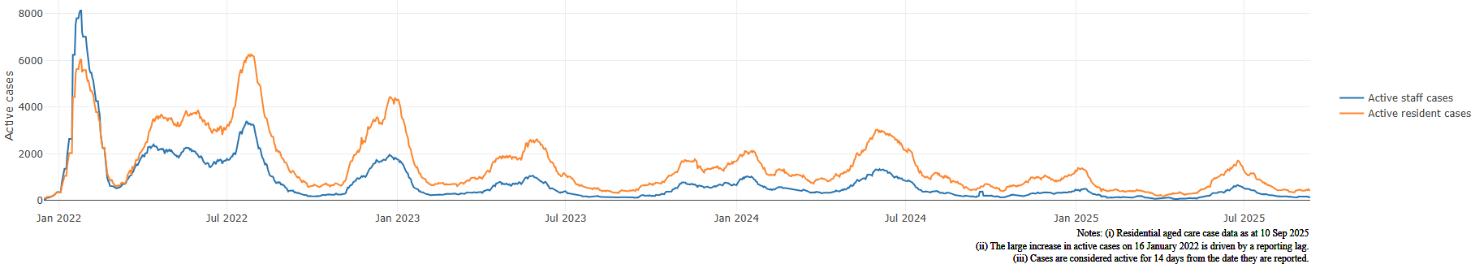 Active cases
8000
6000
4000
2000
0
Jan 2022
Jul 2022
Jan 2023
Jul 2023
Jan 2024
Jul 2024
Jan 2025
Jul 2025
Active staff cases
Active resident cases
Notes: (i) Residential aged care case data as at 10 Sep 2025
(ii) The large increase in active cases on 16 January 2022 is driven by a reporting lag.
(iii) Cases are considered active for 14 days from the date they are reported.